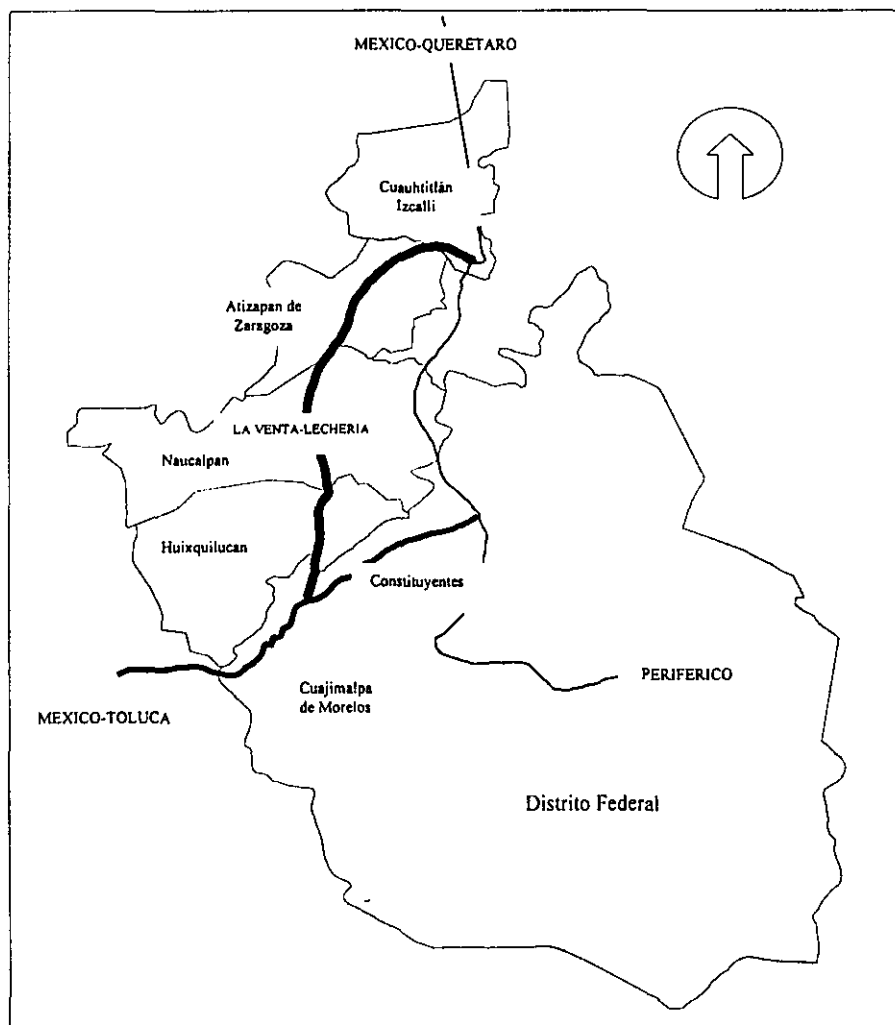 MEXICO-QUERÉTARO
Cuauhtitlán
Izcalli
Atizapan de
Zaragoza
LA VENTA-LECHERIA
Naucalpan
Huixquilucan
Constituyentes
PERIFERICO
Cuajimalpa
de Morelos
MEXICO-TOLUCA
Distrito Federal